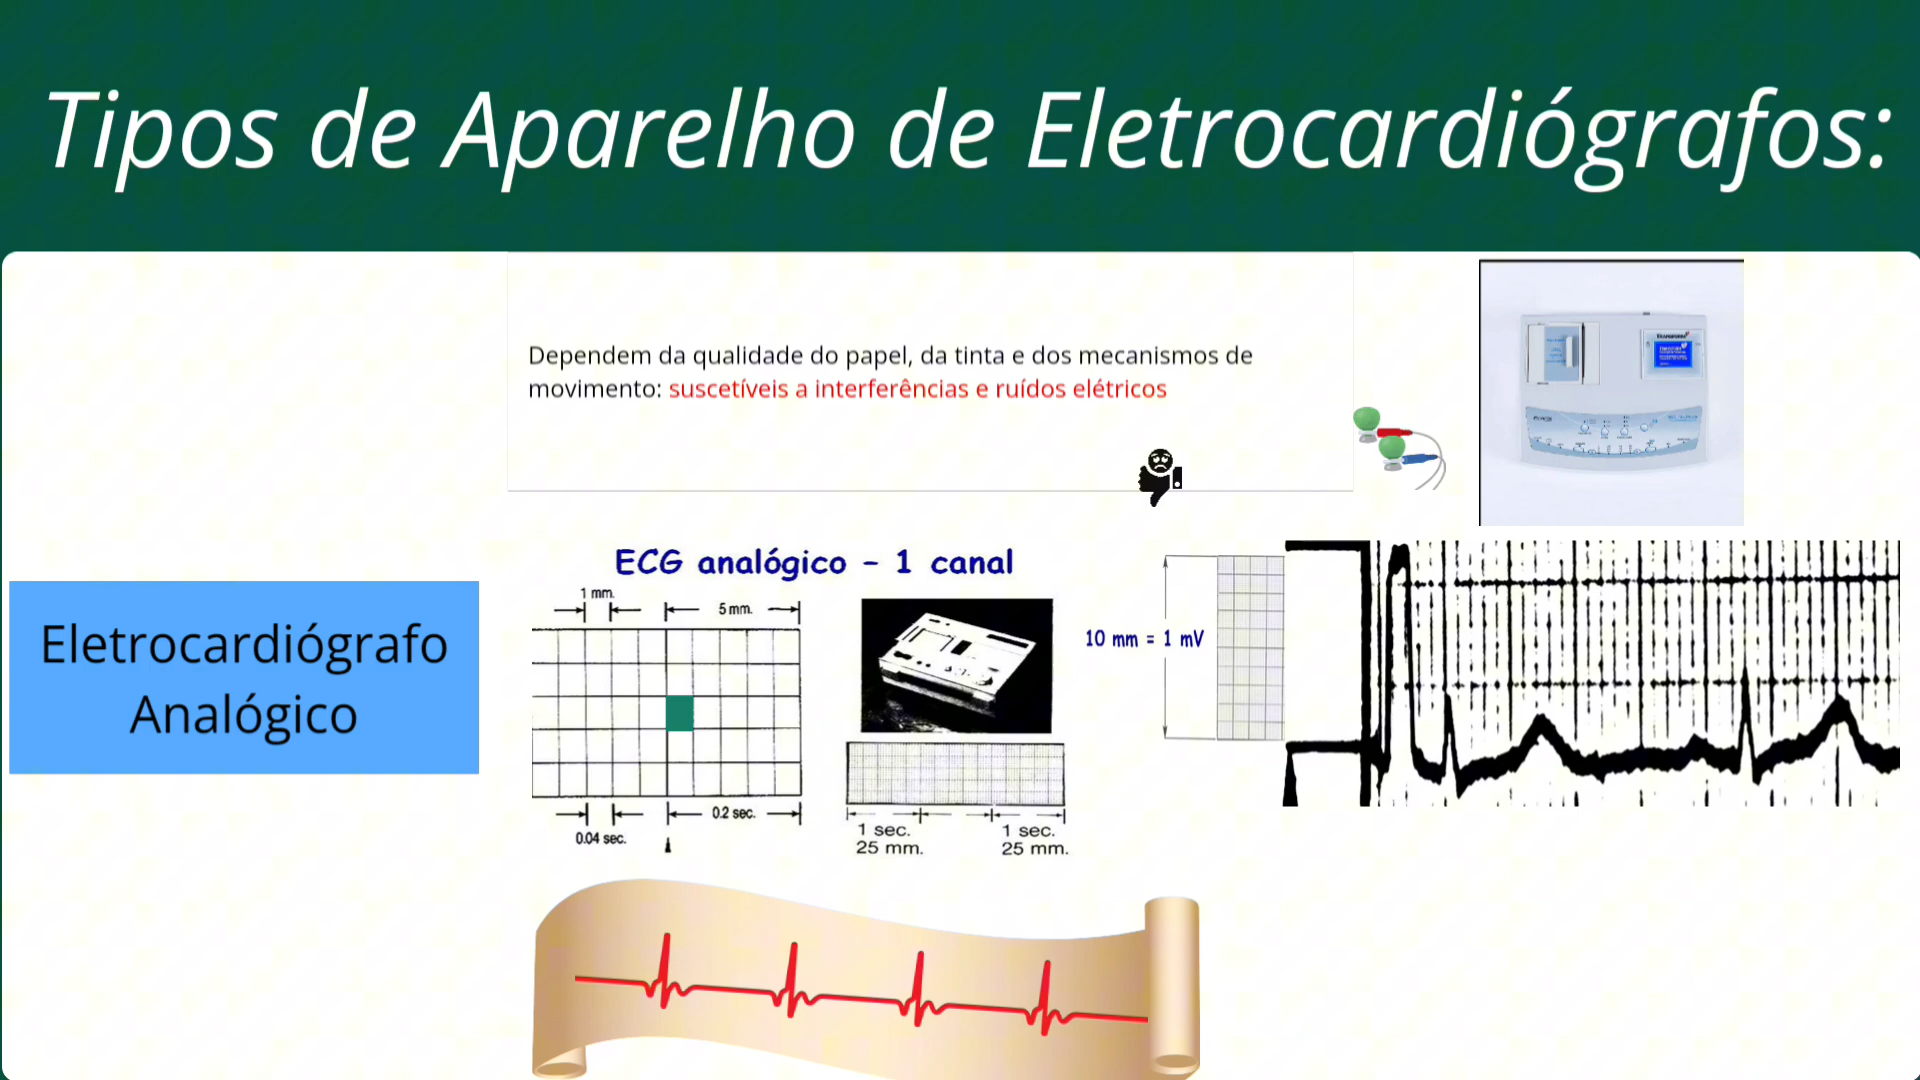 Tipos de Aparelho de Eletrocardiógrafos:
Dependem da qualidade do papel, da tinta e dos mecanismos de
movimento: suscetíveis a interferências e ruídos elétricos
Eletrocardiógrafo
Analógico
ECG analógico - 1 canal
1 mm.
5 mm.
0.04 sec.
0.2 sec.
1 sec.
25 mm.
1 sec.
25 mm.
10 mm = 1 mV